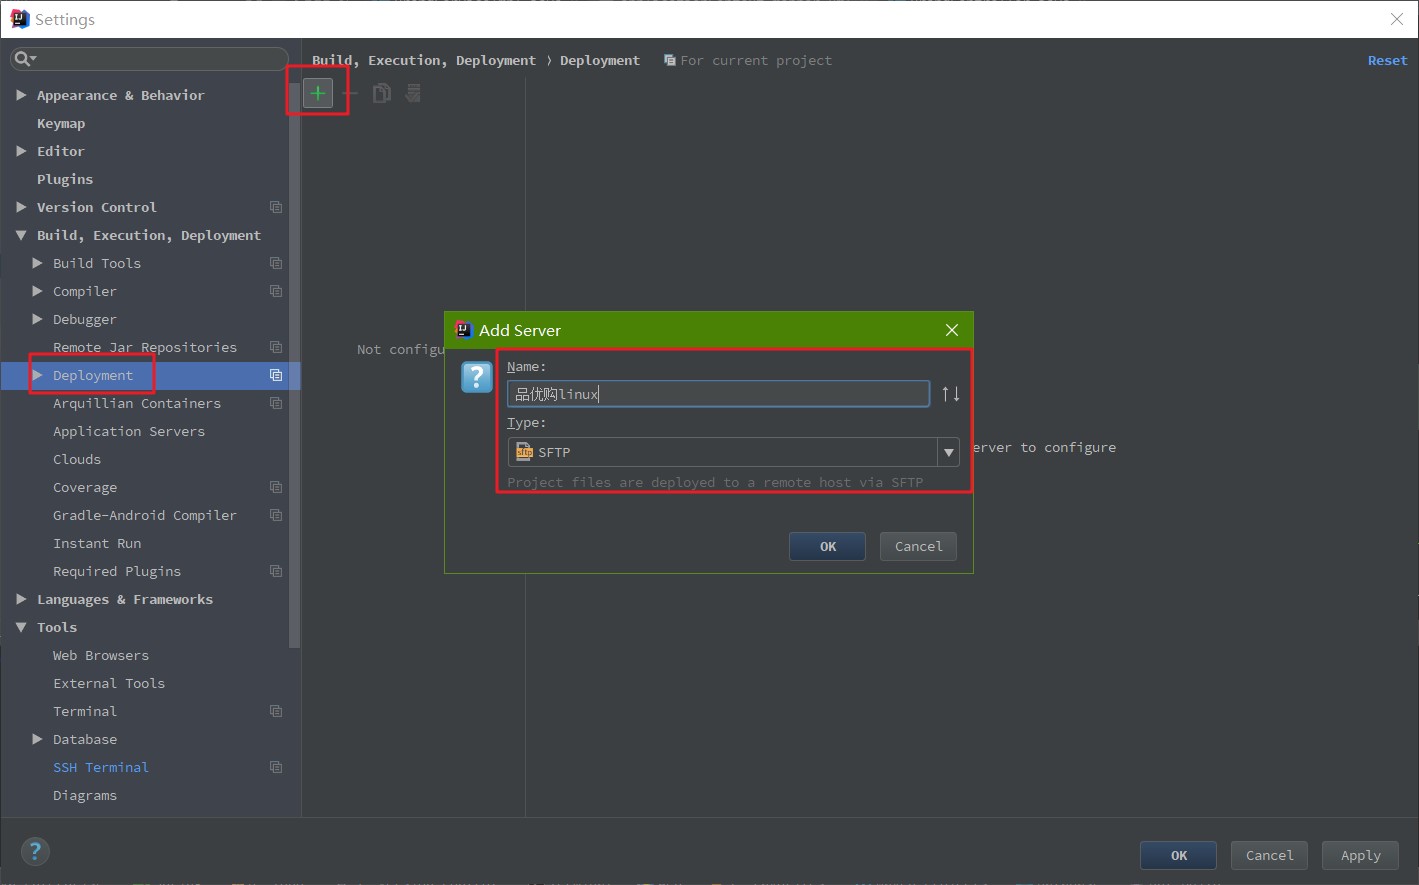 Settings
Build, Execution, Deployment › Deployment
For current project
Reset
Appearance & Behavior
Keymap
Editor
Plugins
Version Control
Build, Execution, Deployment
Build Tools
Compiler
Debugger
Remote Jar Repositories
Deployment
Arquillian Containers
Application Servers
Clouds
Coverage
Gradle-Android Compiler
Instant Run
Required Plugins
Languages & Frameworks
Tools
Web Browsers
External Tools
Terminal
Database
SSH Terminal
Diagrams
Not configu
Add Server
Name:
品优购linux
Type:
sftp SFTP
Project files are deployed to a remote host via SFTP
OK
Cancel
erver to configure
OK
Cancel
Apply